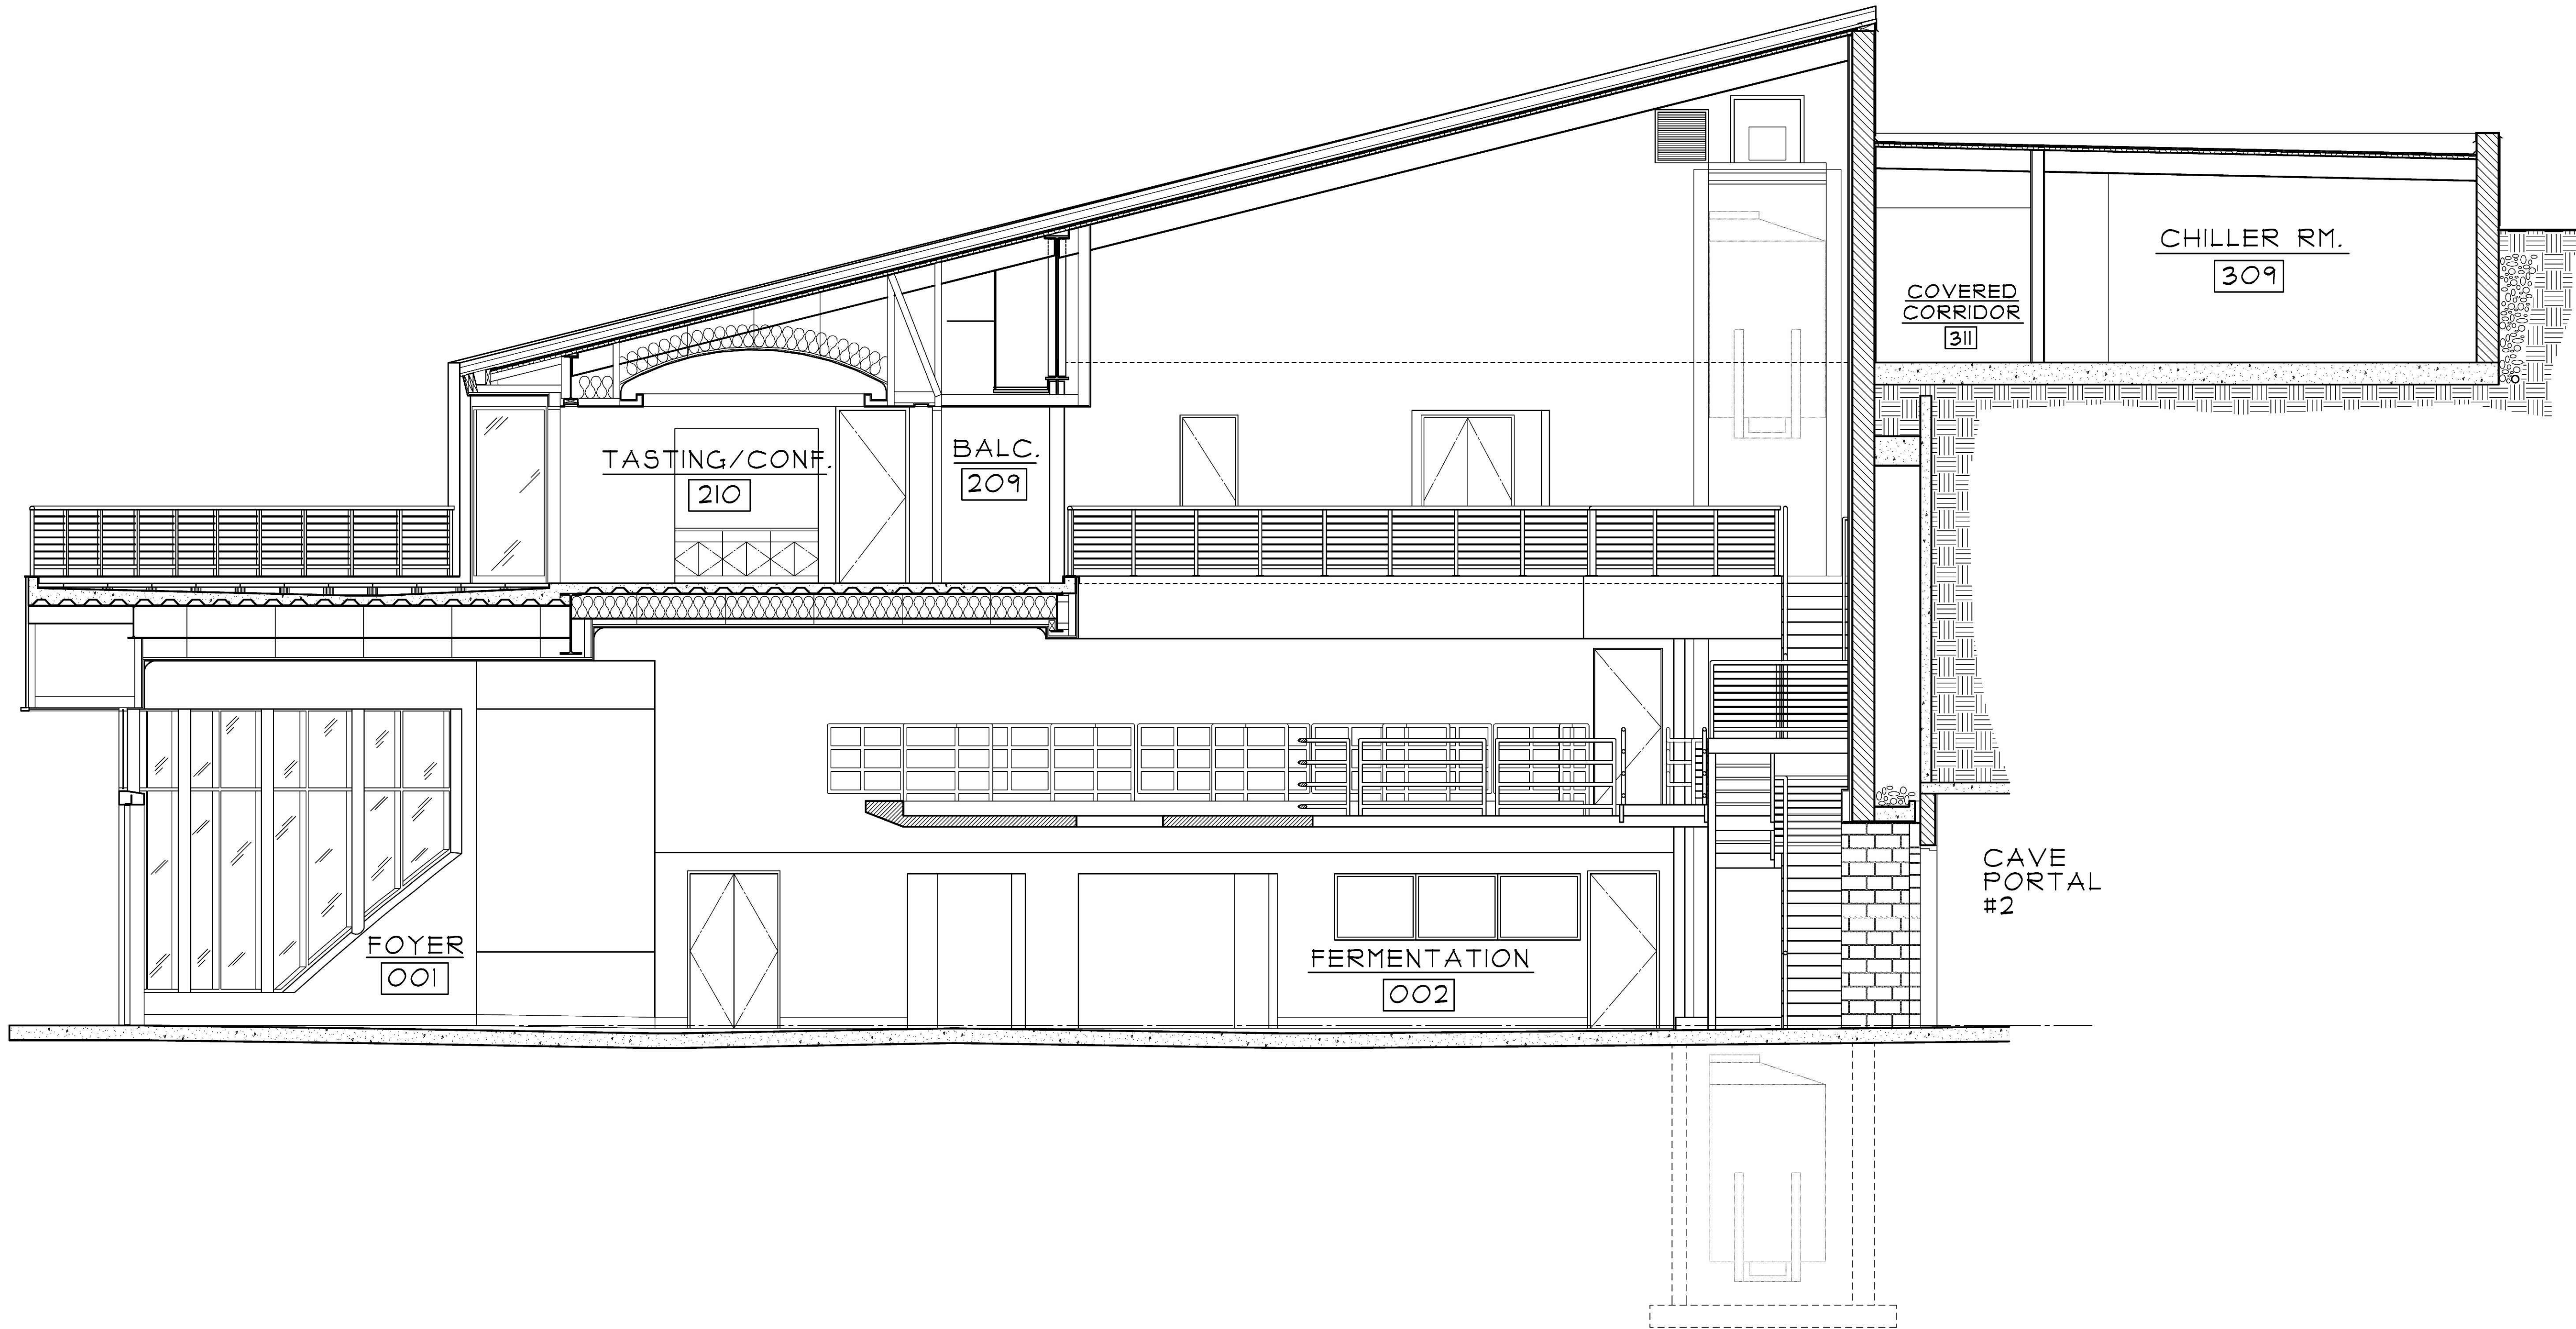 CHILLER RM.
309
COVERED
CORRIDOR
311
TASTING/CONF.
210
BALC.
209
CAVE
PORTAL
#2
FOYER
001
FERMENTATION
002